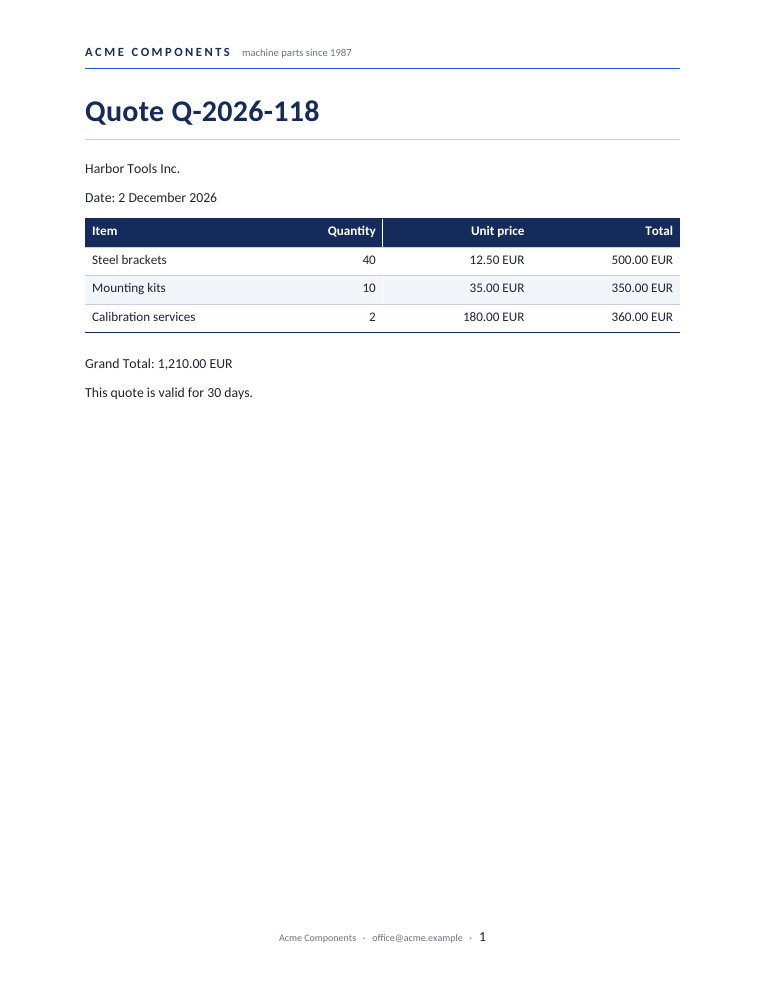 ACME COMPONENTS machine parts since 1987
Quote Q-2026-118
Harbor Tools Inc.
Date: 2 December 2026
Item Quantity Unit price Total
Steel brackets 40 12.50 EUR 500.00 EUR
Mounting kits 10 35.00 EUR 350.00 EUR
Calibration services 2 180.00 EUR 360.00 EUR
Grand Total: 1,210.00 EUR
This quote is valid for 30 days.
Acme Components · office@acme.example · 1